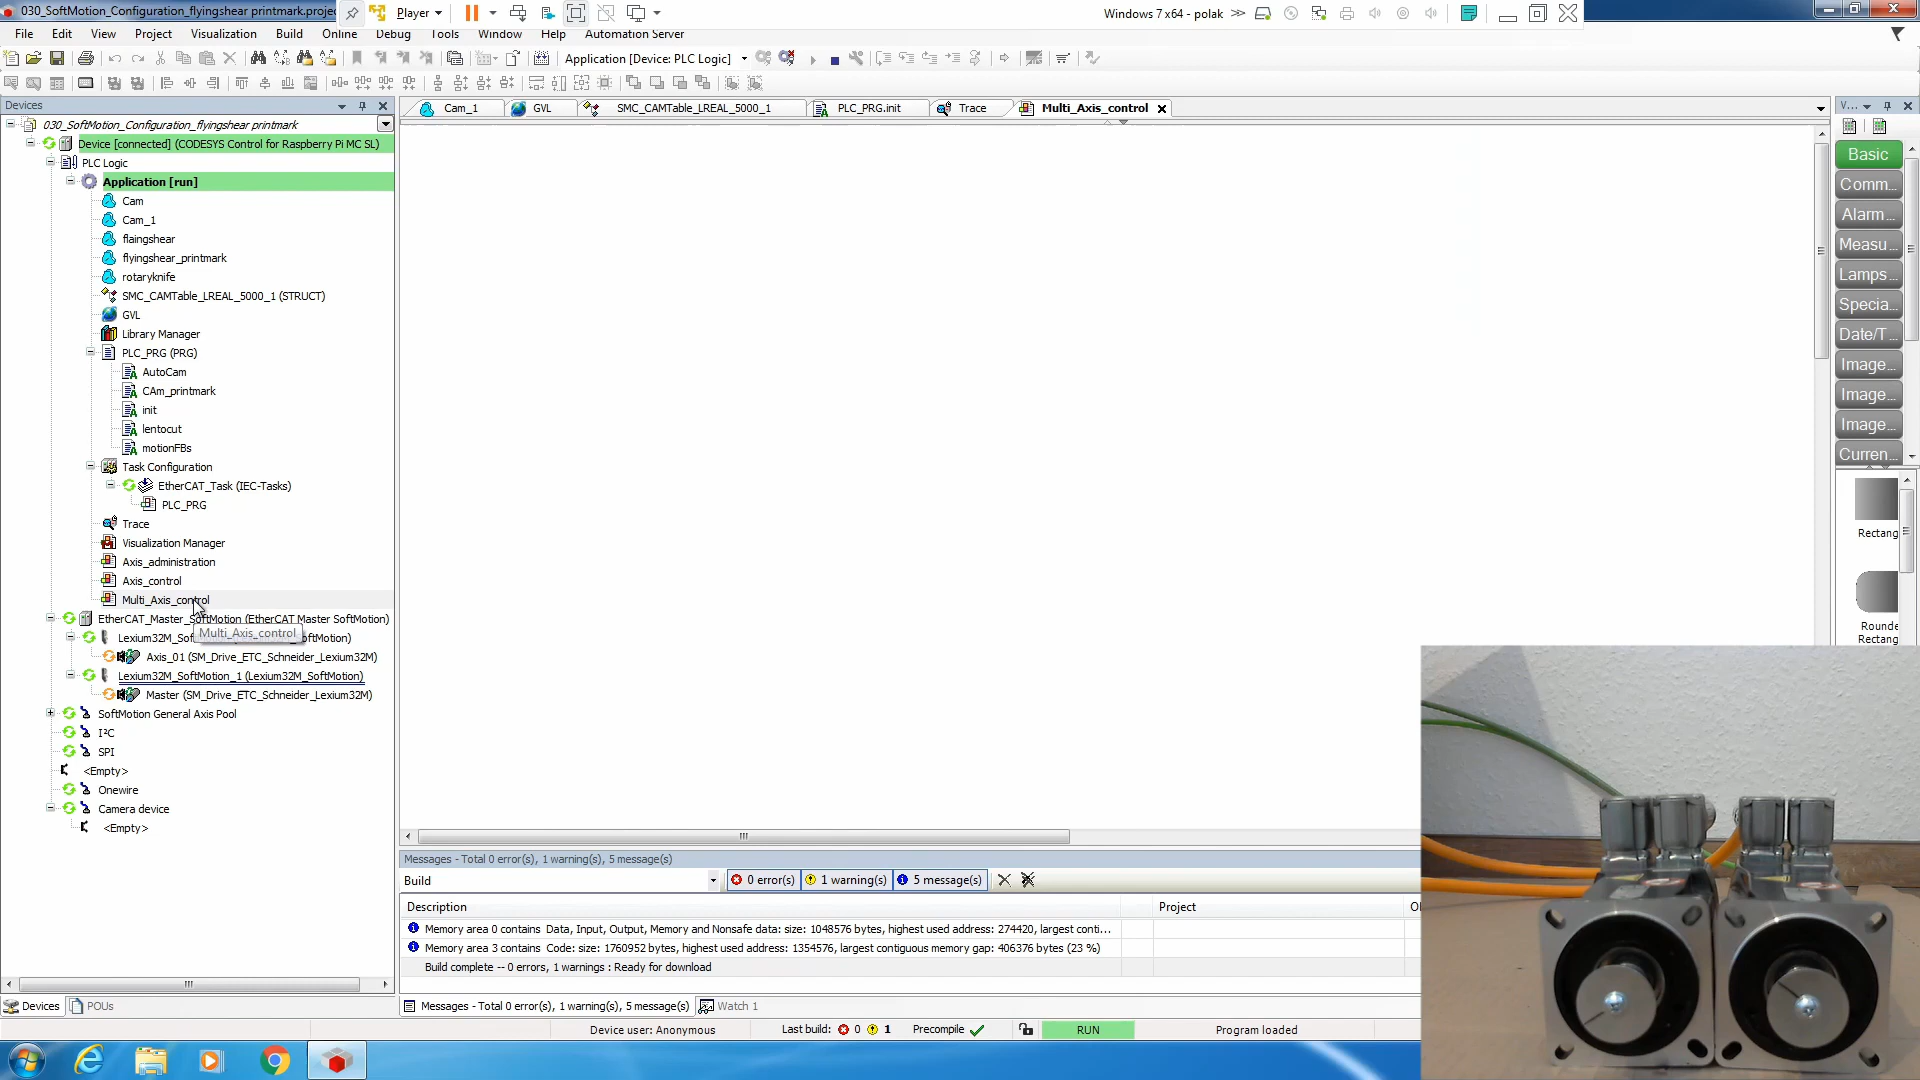 030_SoftMotion_Configuration_flyingshear printmark.projec
Player
Windows 7 x64 - polak
File Edit View Project Visualization Build Online Debug Tools Window Help Automation Server
Application [Device: PLC Logic]
Devices
Cam_1 GVL SMC_CAMTable_LREAL_5000_1 PLC_PRG.init Trace Multi_Axis_control
V...
030_SoftMotion_Configuration_flyingshear printmark
Device [connected] (CODESYS Control for Raspberry Pi MC SL)
PLC Logic
Application [run]
Cam
Cam_1
flaingshear
flyingshear_printmark
rotaryknife
SMC_CAMTable_LREAL_5000_1 (STRUCT)
GVL
Library Manager
PLC_PRG (PRG)
AutoCam
CAm_printmark
init
lentocut
motionFBs
Task Configuration
EtherCAT_Task (IEC-Tasks)
PLC_PRG
Trace
Visualization Manager
Axis_administration
Axis_control
Multi_Axis_control
EtherCAT_Master_SoftMotion (EtherCAT Master SoftMotion)
Multi_Axis_control
Lexium32M_Sof
oftMotion)
Axis_01 (SM_Drive_ETC_Schneider_Lexium32M)
Lexium32M_SoftMotion_1 (Lexium32M_SoftMotion)
Master (SM_Drive_ETC_Schneider_Lexium32M)
SoftMotion General Axis Pool
I²C
SPI
<Empty>
Onewire
Camera device
<Empty>
Basic
Comm...
Alarm...
Measu...
Lamps...
Specia...
Date/T...
Image...
Image...
Image...
Curren...
Rectang
Rounde
Rectang
Messages - Total 0 error(s), 1 warning(s), 5 message(s)
Build 0 error(s) 1 warning(s) 5 message(s)
Description Project
Memory area 0 contains Data, Input, Output, Memory and Nonsafe data: size: 1048576 bytes, highest used address: 274420, largest conti...
Memory area 3 contains Code: size: 1760952 bytes, highest used address: 1354576, largest contiguous memory gap: 406376 bytes (23 %)
Build complete -- 0 errors, 1 warnings : Ready for download
Devices POUs
Messages - Total 0 error(s), 1 warning(s), 5 message(s) Watch 1
Device user: Anonymous Last build: 0 1 Precompile RUN Program loaded